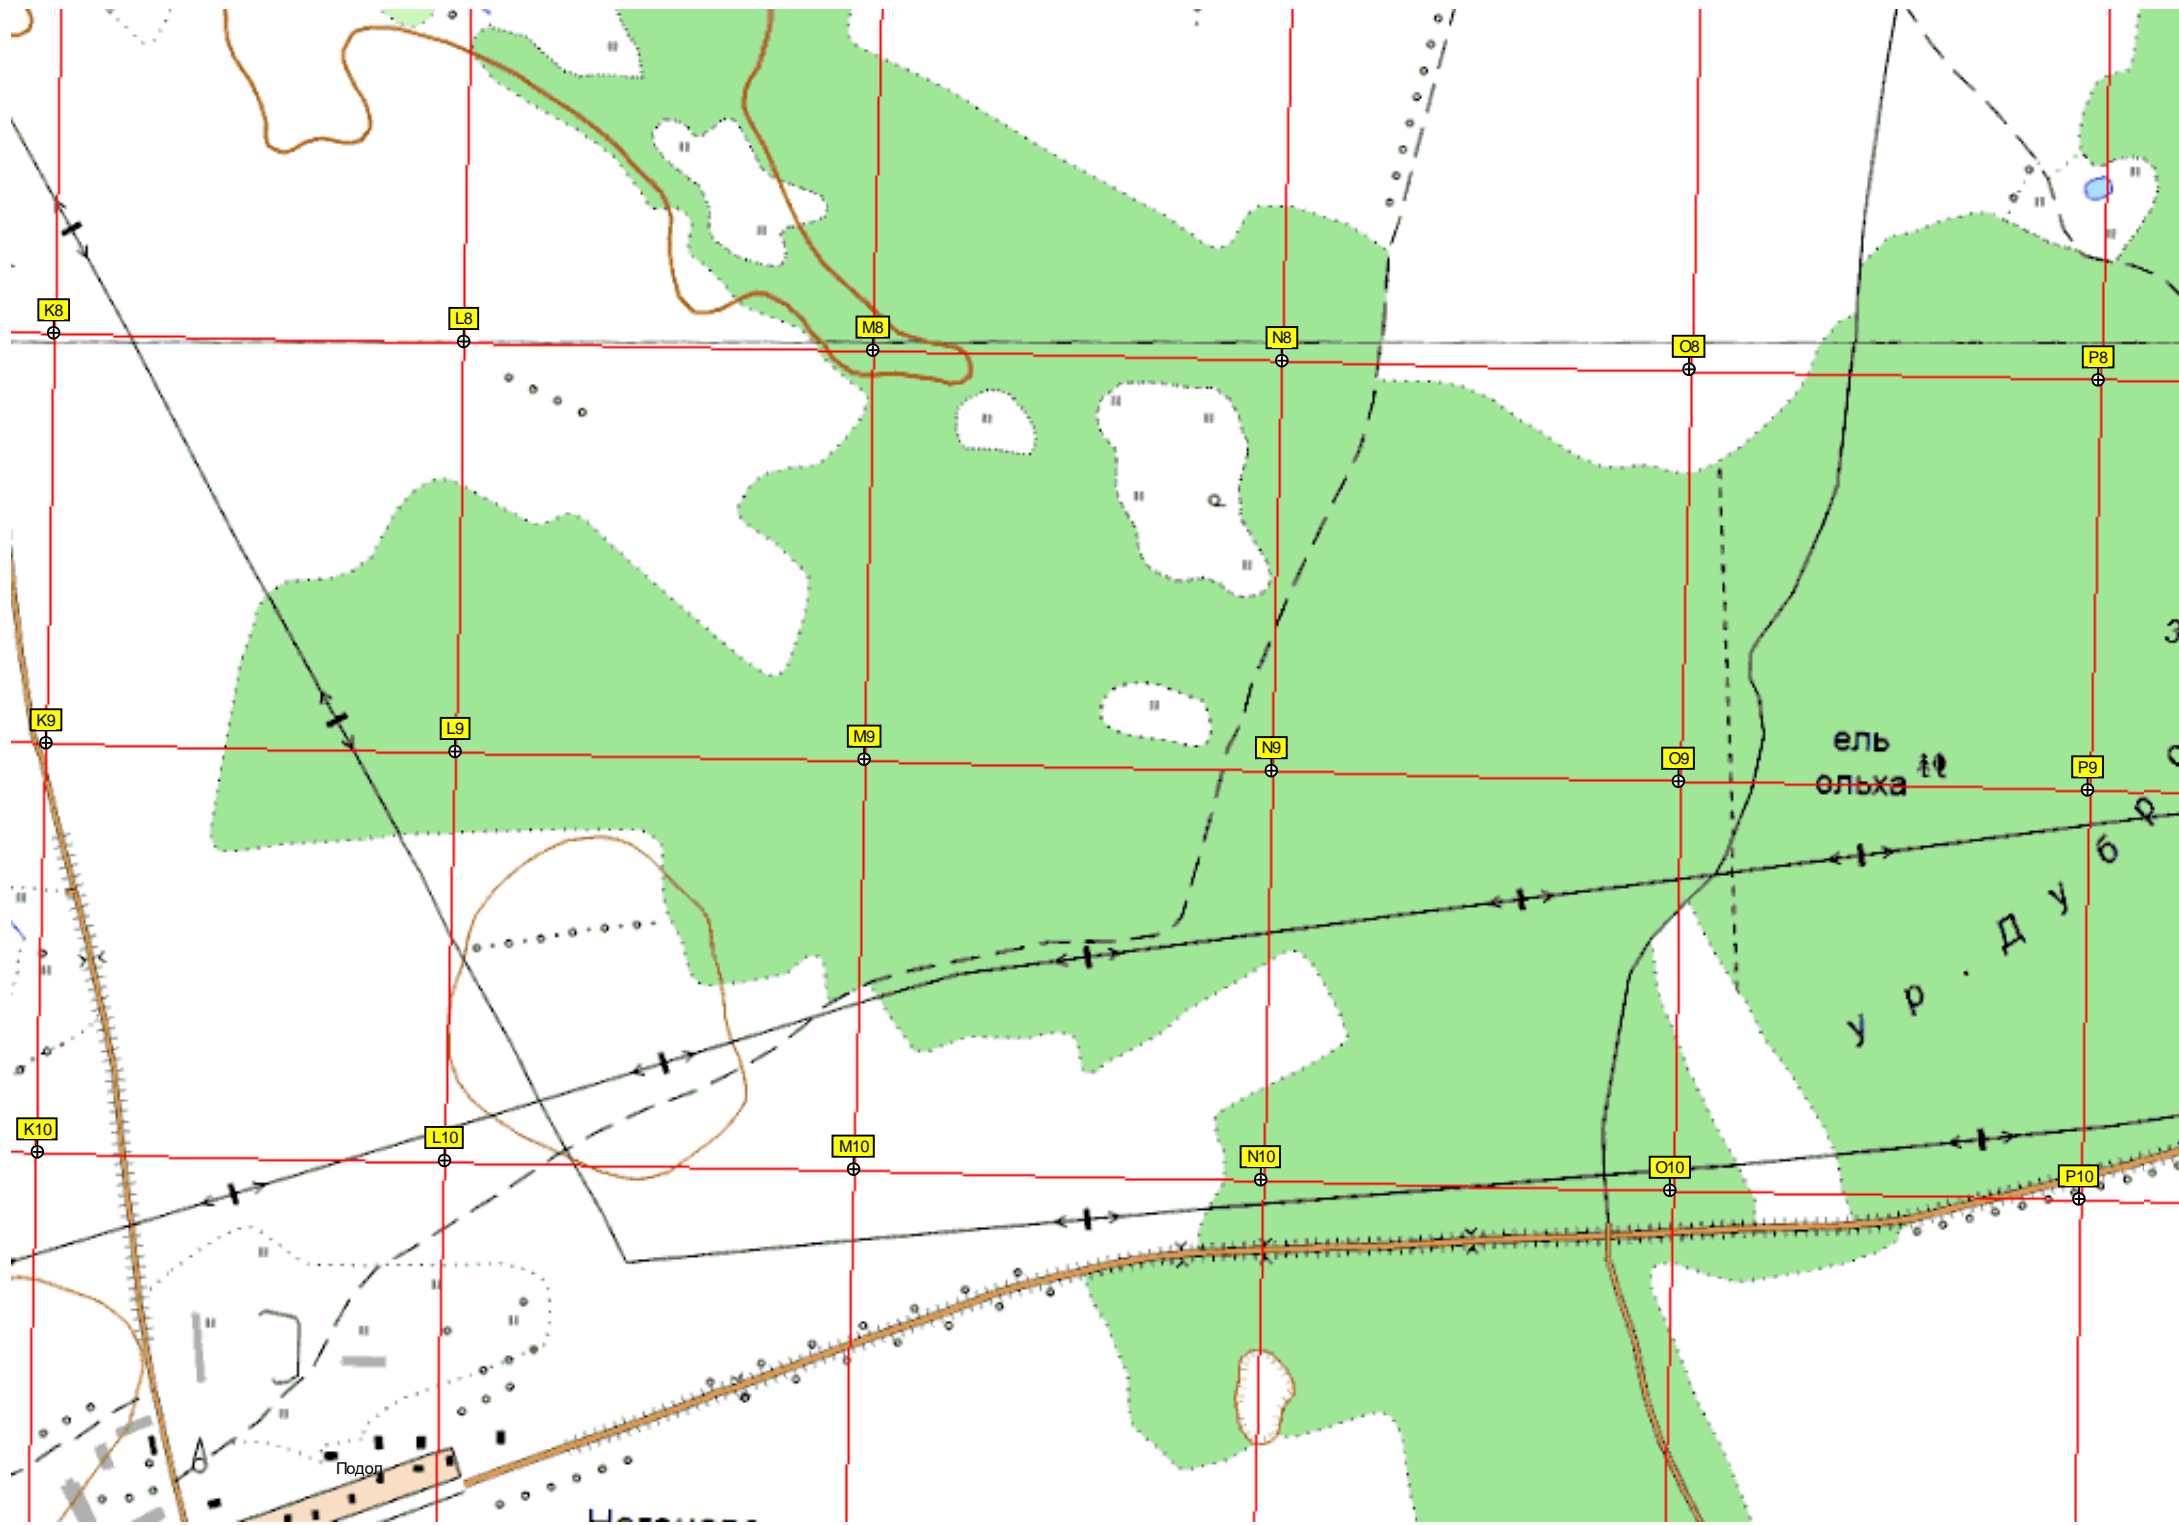 K8 L8 M8 N8 O8 P8
K9 L9 M9 N9 O9 P9
ель
ольха
ур. Дубр
K10 L10 M10 N10 O10 P10
Подол